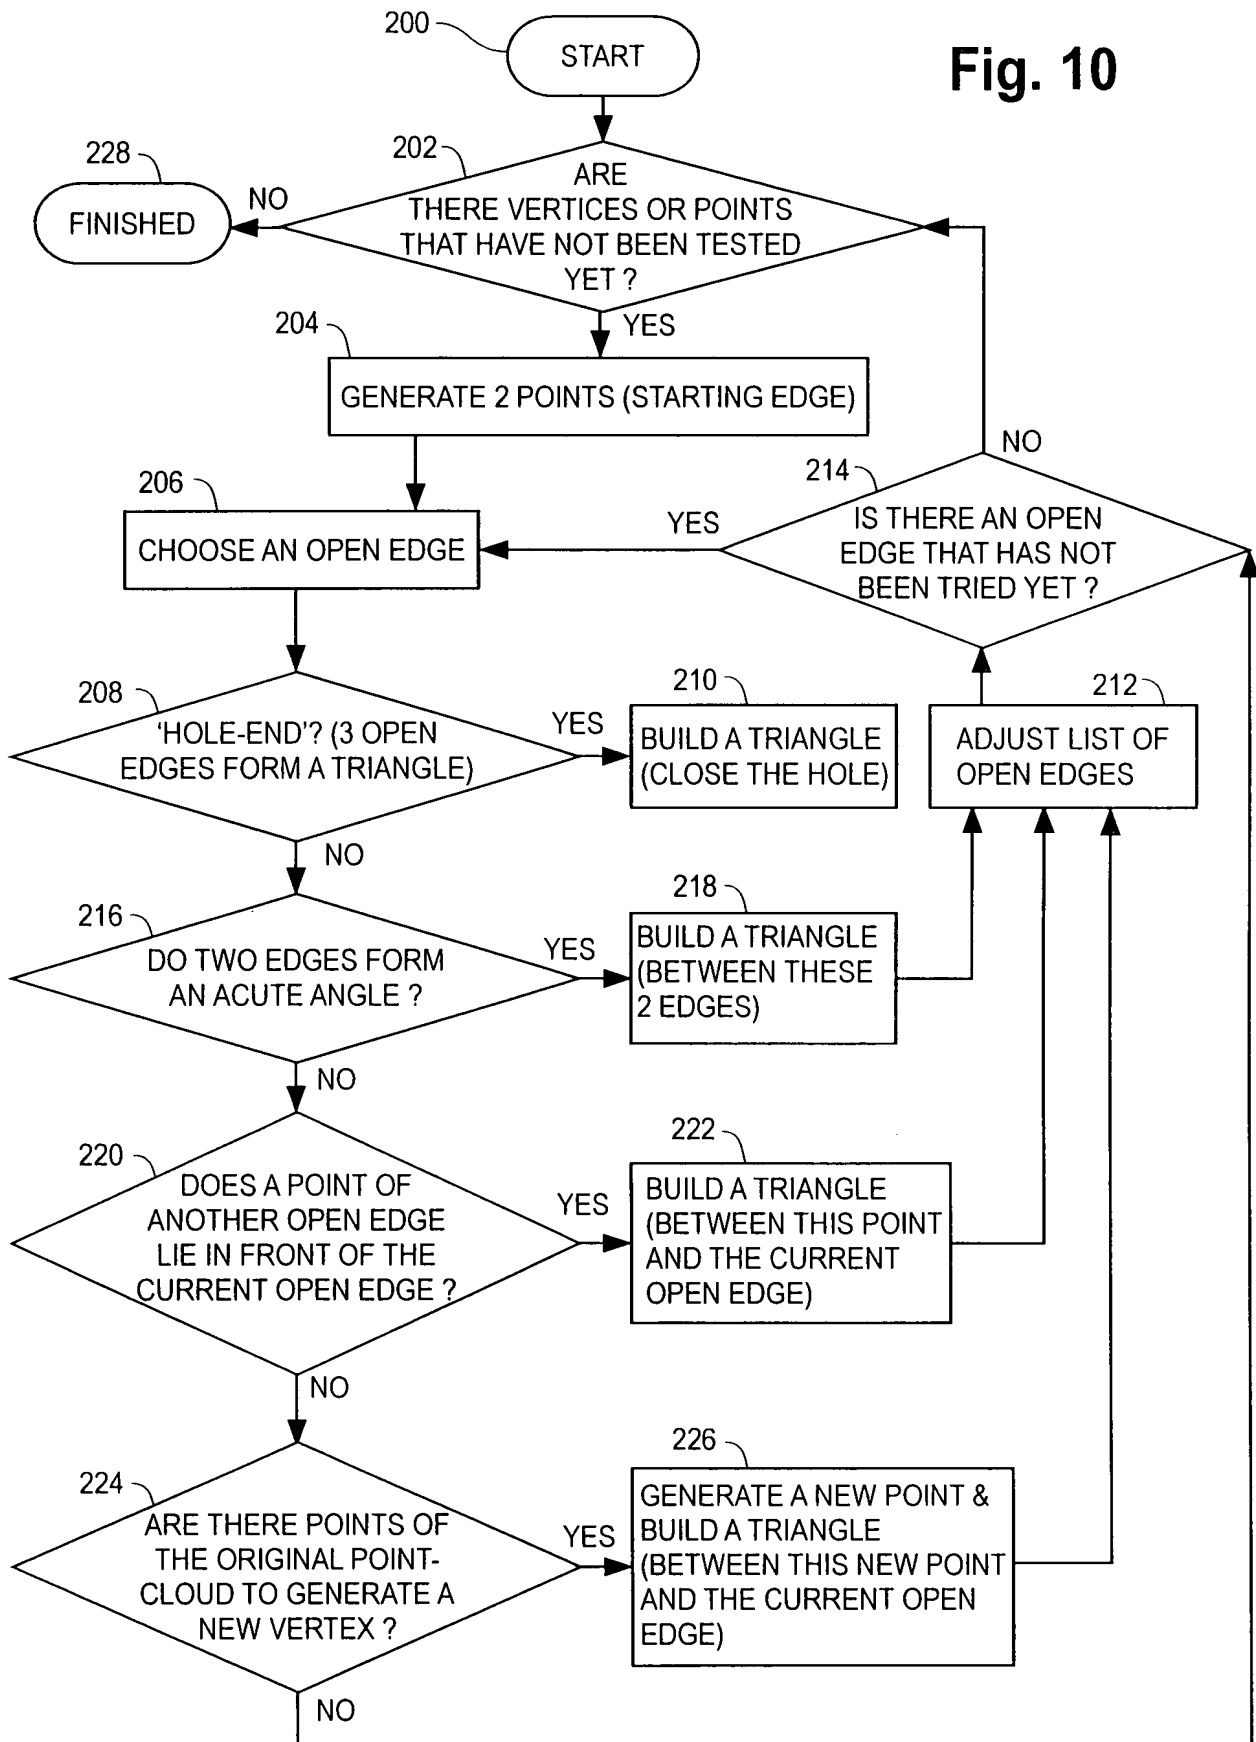 200
START
Fig. 10
228
FINISHED
NO
202
ARE
THERE VERTICES OR POINTS
THAT HAVE NOT BEEN TESTED
YET ?
204
YES
GENERATE 2 POINTS (STARTING EDGE)
206
CHOOSE AN OPEN EDGE
YES
214
NO
IS THERE AN OPEN
EDGE THAT HAS NOT
BEEN TRIED YET ?
208
'HOLE-END'? (3 OPEN
EDGES FORM A TRIANGLE)
YES
210
BUILD A TRIANGLE
(CLOSE THE HOLE)
212
ADJUST LIST OF
OPEN EDGES
NO
216
DO TWO EDGES FORM
AN ACUTE ANGLE ?
YES
218
BUILD A TRIANGLE
(BETWEEN THESE
2 EDGES)
NO
220
DOES A POINT OF
ANOTHER OPEN EDGE
LIE IN FRONT OF THE
CURRENT OPEN EDGE ?
YES
222
BUILD A TRIANGLE
(BETWEEN THIS POINT
AND THE CURRENT
OPEN EDGE)
NO
224
ARE THERE POINTS OF
THE ORIGINAL POINT-
CLOUD TO GENERATE A
NEW VERTEX ?
YES
226
GENERATE A NEW POINT &
BUILD A TRIANGLE
(BETWEEN THIS NEW POINT
AND THE CURRENT OPEN
EDGE)
NO